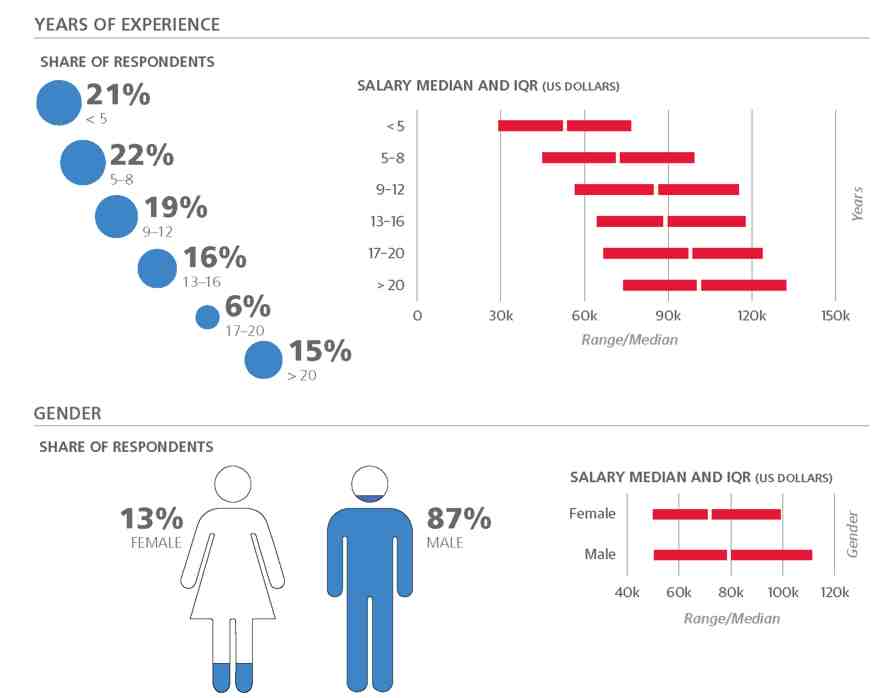 YEARS OF EXPERIENCE
SHARE OF RESPONDENTS
21%
< 5
22%
5–8
19%
9–12
16%
13–16
6%
17–20
15%
> 20
SALARY MEDIAN AND IQR (US DOLLARS)
< 5
5–8
9–12
13–16
17–20
> 20
0 30k 60k 90k 120k 150k
Range/Median
Years
GENDER
SHARE OF RESPONDENTS
13%
FEMALE
87%
MALE
SALARY MEDIAN AND IQR (US DOLLARS)
Female
Male
40k 60k 80k 100k 120k
Range/Median
Gender